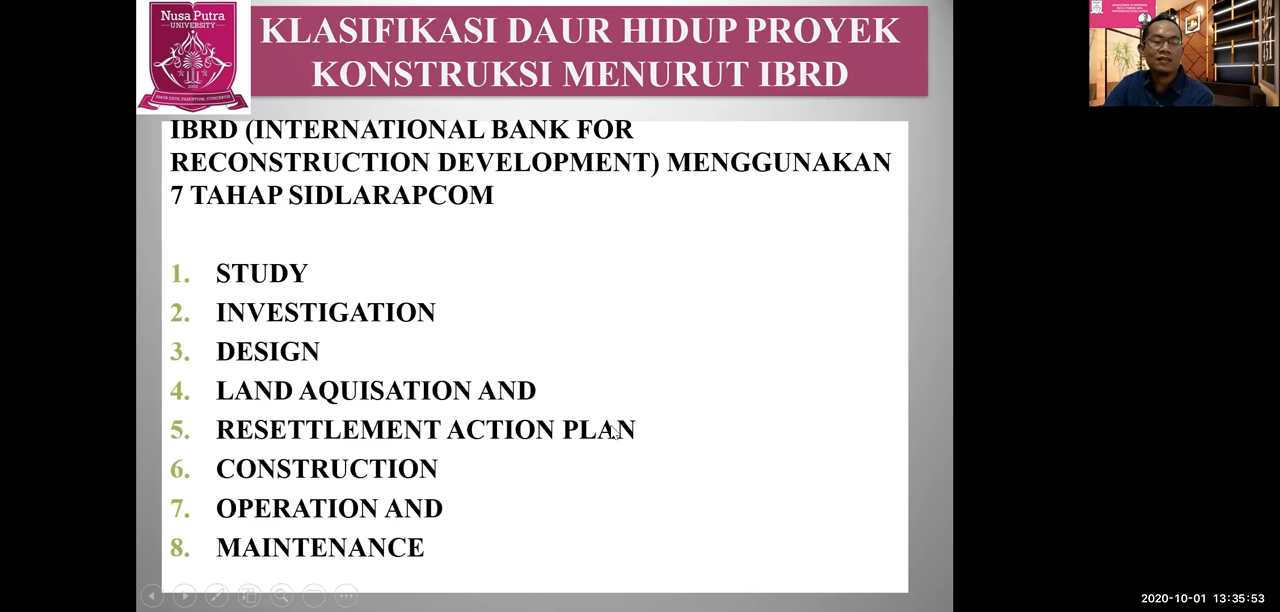 Nusa Putra
UNIVERSITY
KLASIFIKASI DAUR HIDUP PROYEK
KONSTRUKSI MENURUT IBRD
IBRD (INTERNATIONAL BANK FOR
RECONSTRUCTION DEVELOPMENT) MENGGUNAKAN
7 TAHAP SIDLARAPCOM
1. STUDY
2. INVESTIGATION
3. DESIGN
4. LAND AQUISATION AND
5. RESETTLEMENT ACTION PLAN
6. CONSTRUCTION
7. OPERATION AND
8. MAINTENANCE
2020-10-01 13:35:53